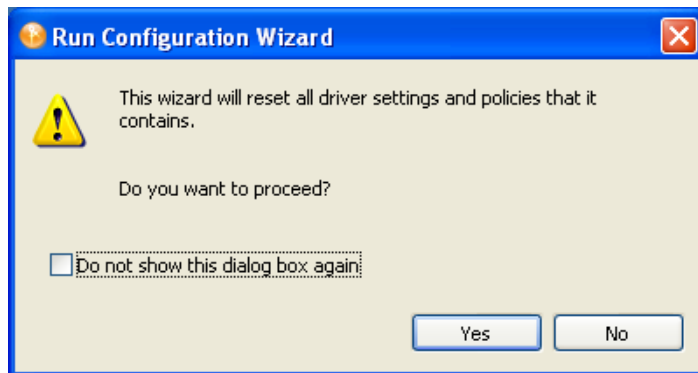 Run Configuration Wizard
This wizard will reset all driver settings and policies that it
contains.
Do you want to proceed?
Do not show this dialog box again
Yes No